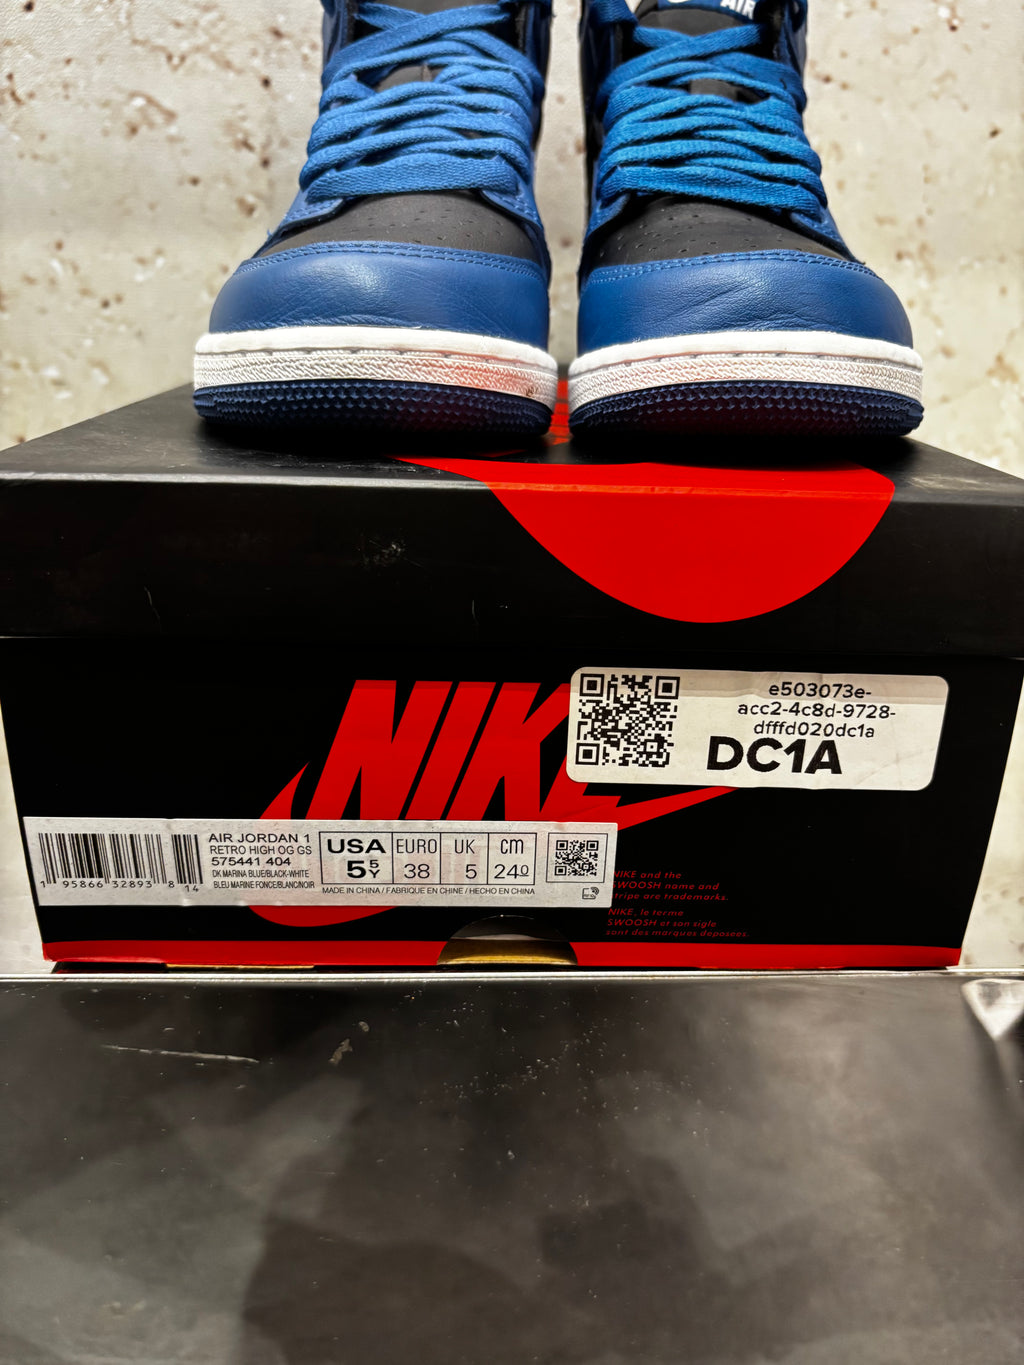 AIR
NIKE
e503073e-
acc2-4c8d-9728-
dfffd020dc1a
DC1A
AIR JORDAN 1
RETRO HIGH OG GS
575441 404
DK MARINA BLUE/BLACK-WHITE
BLEU MARINE FONCE/BLANC/NOIR
1 95866 32893 8 14
USA
5 5 Y
EURO
38
UK
5
cm
24 0
MADE IN CHINA / FABRIQUE EN CHINE / HECHO EN CHINA
NIKE and the
SWOOSH name and
stripe are trademarks.
NIKE, le terme
SWOOSH et son sigle
sont des marques deposees.